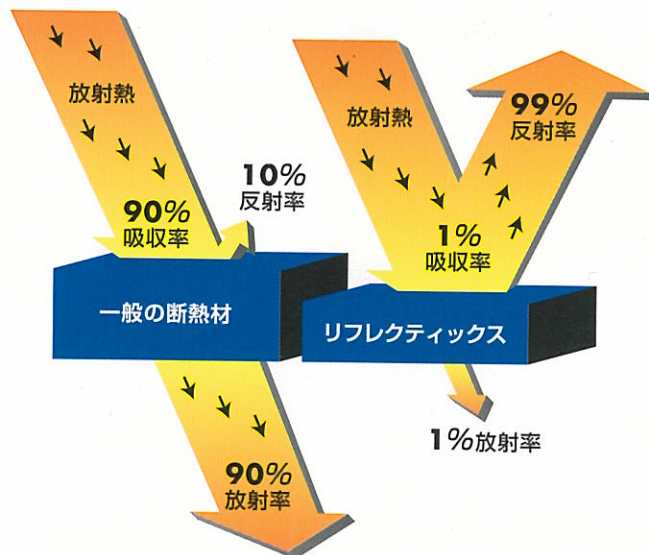 放射熱
90%
吸収率
10%
反射率
一般の断熱材
90%
放射率
放射熱
99%
反射率
1%
吸収率
リフレクティックス
1%放射率